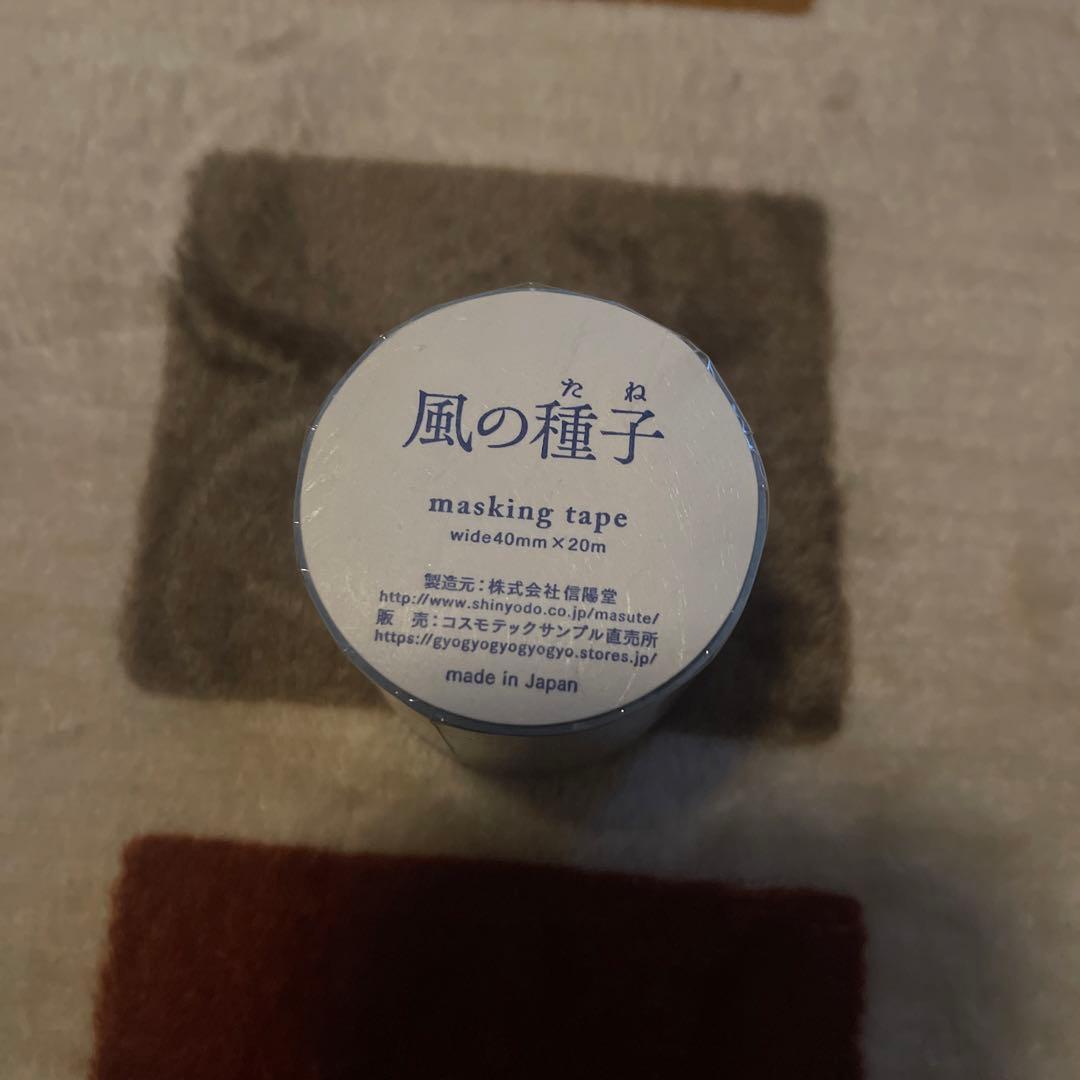 たね
風の種子
masking tape
wide40mm×20m
製造元：株式会社信陽堂
http://www.shinyodo.co.jp/masute/
販　売：コスモテックサンプル直売所
https://gyogyogyogyogyo.stores.jp/
made in Japan